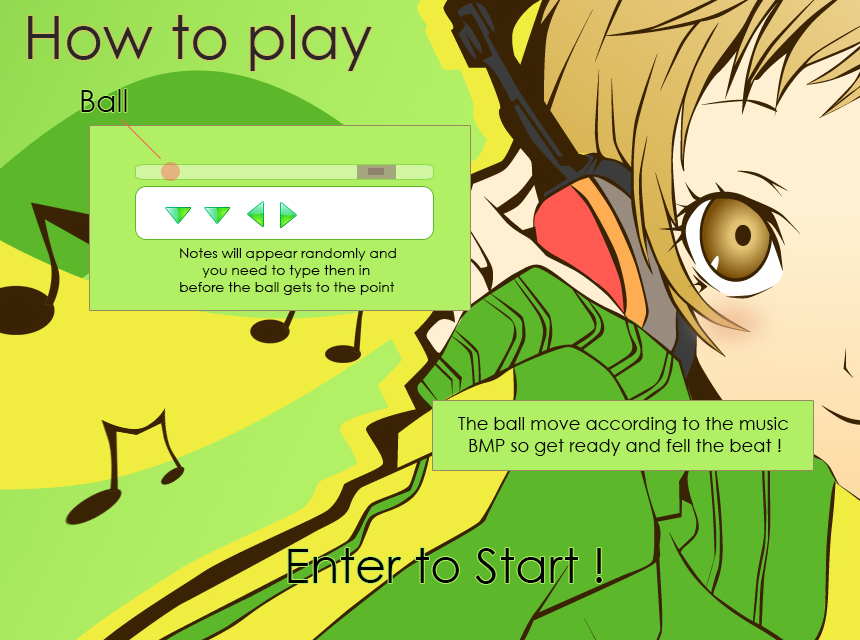 How to play
Ball
Notes will appear randomly and
you need to type then in
before the ball gets to the point
The ball move according to the music
BMP so get ready and fell the beat !
Enter to Start !